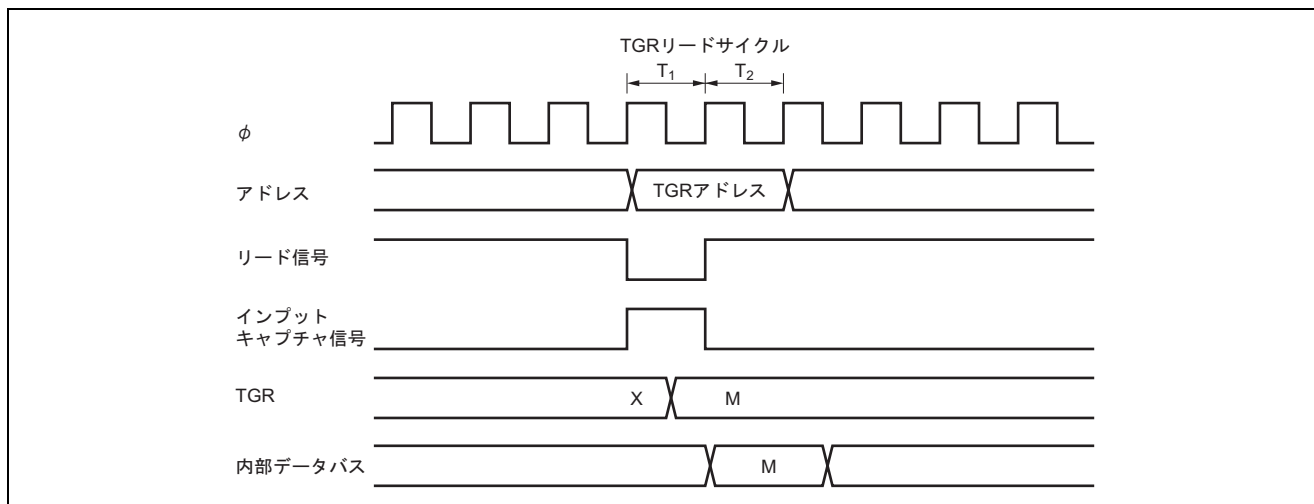 TGRリードサイクル
T1 T2
φ
アドレス
TGRアドレス
リード信号
インプット
キャプチャ信号
TGR
X M
内部データバス
M